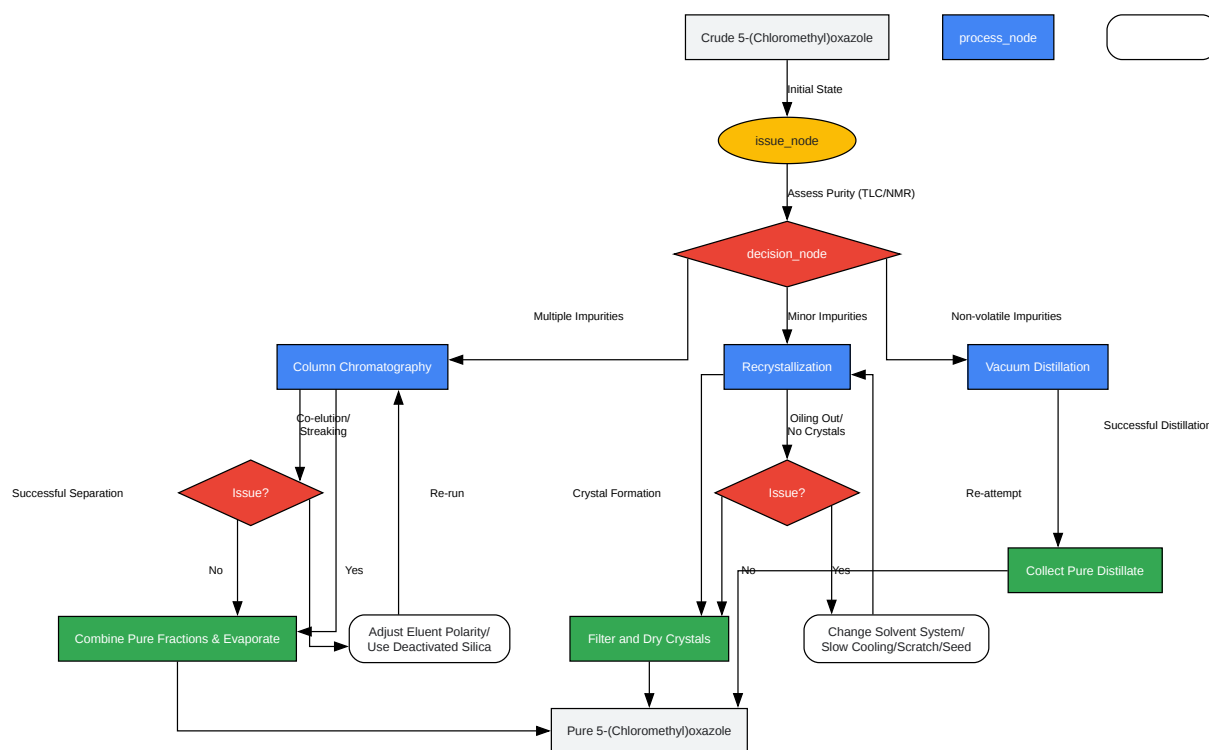 Crude 5-(Chloromethyl)oxazole
process_node
Initial State
issue_node
Assess Purity (TLC/NMR)
decision_node
Multiple Impurities
Minor Impurities
Non-volatile Impurities
Column Chromatography
Recrystallization
Vacuum Distillation
Co-elution/
Streaking
Oiling Out/
No Crystals
Successful Distillation
Successful Separation
Issue?
Re-run
Crystal Formation
Issue?
Re-attempt
No
Yes
No
Yes
Collect Pure Distillate
Combine Pure Fractions & Evaporate
Adjust Eluent Polarity/
Use Deactivated Silica
Filter and Dry Crystals
Change Solvent System/
Slow Cooling/Scratch/Seed
Pure 5-(Chloromethyl)oxazole